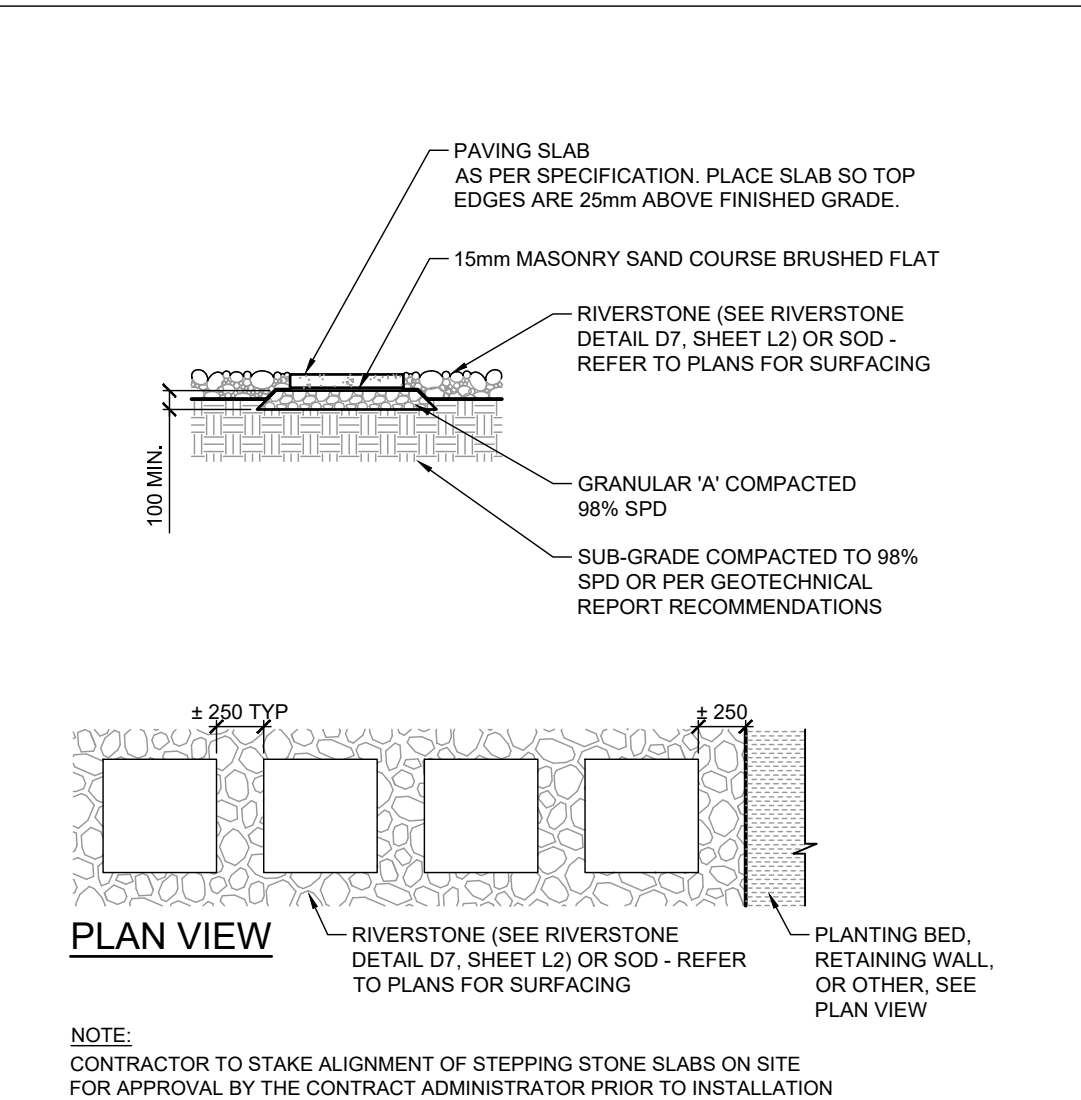 PAVING SLAB
AS PER SPECIFICATION. PLACE SLAB SO TOP
EDGES ARE 25mm ABOVE FINISHED GRADE.
15mm MASONRY SAND COURSE BRUSHED FLAT
RIVERSTONE (SEE RIVERSTONE
DETAIL D7, SHEET L2) OR SOD -
REFER TO PLANS FOR SURFACING
100 MIN.
GRANULAR 'A' COMPACTED
98% SPD
SUB-GRADE COMPACTED TO 98%
SPD OR PER GEOTECHNICAL
REPORT RECOMMENDATIONS
± 250 TYP
± 250
PLAN VIEW
RIVERSTONE (SEE RIVERSTONE
DETAIL D7, SHEET L2) OR SOD - REFER
TO PLANS FOR SURFACING
PLANTING BED,
RETAINING WALL,
OR OTHER, SEE
PLAN VIEW
NOTE:
CONTRACTOR TO STAKE ALIGNMENT OF STEPPING STONE SLABS ON SITE
FOR APPROVAL BY THE CONTRACT ADMINISTRATOR PRIOR TO INSTALLATION